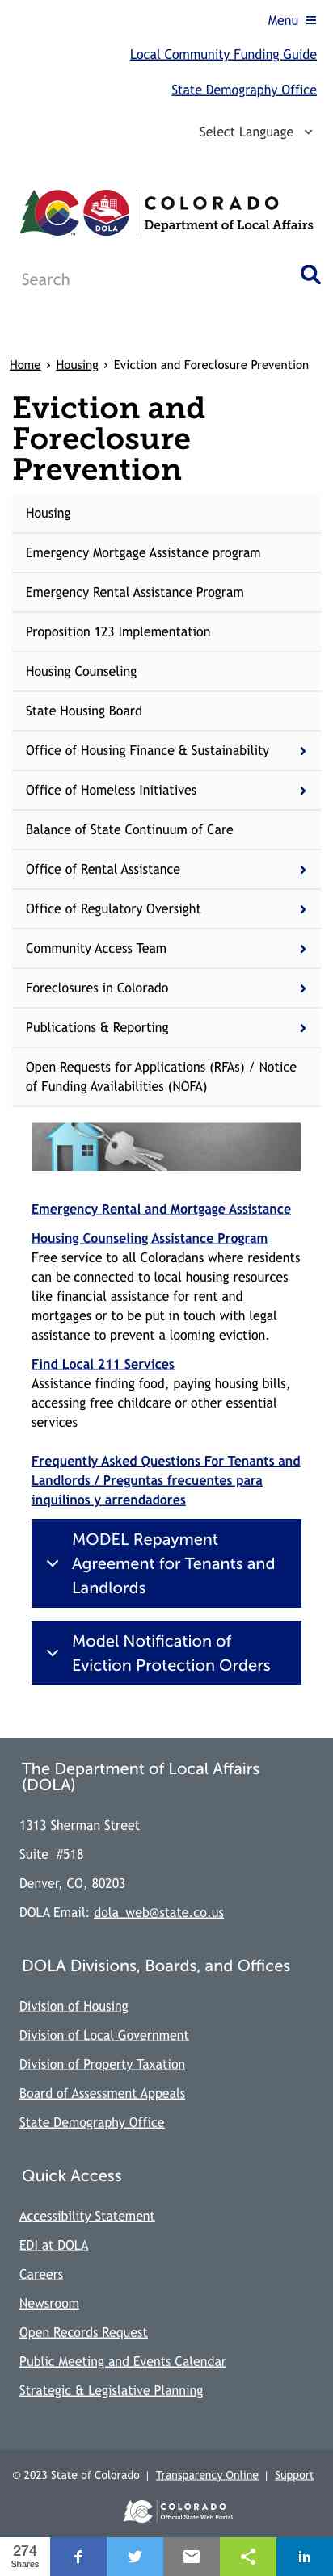 Menu
Local Community Funding Guide
State Demography Office
Select Language
COLORADO
Department of Local Affairs
CO
DOLA
Search
Home › Housing › Eviction and Foreclosure Prevention
Eviction and
Foreclosure
Prevention
Housing
Emergency Mortgage Assistance program
Emergency Rental Assistance Program
Proposition 123 Implementation
Housing Counseling
State Housing Board
Office of Housing Finance & Sustainability
Office of Homeless Initiatives
Balance of State Continuum of Care
Office of Rental Assistance
Office of Regulatory Oversight
Community Access Team
Foreclosures in Colorado
Publications & Reporting
Open Requests for Applications (RFAs) / Notice
of Funding Availabilities (NOFA)
Emergency Rental and Mortgage Assistance
Housing Counseling Assistance Program
Free service to all Coloradans where residents
can be connected to local housing resources
like financial assistance for rent and
mortgages or to be put in touch with legal
assistance to prevent a looming eviction.
Find Local 211 Services
Assistance finding food, paying housing bills,
accessing free childcare or other essential
services
Frequently Asked Questions For Tenants and
Landlords / Preguntas frecuentes para
inquilinos y arrendadores
MODEL Repayment
Agreement for Tenants and
Landlords
Model Notification of
Eviction Protection Orders
The Department of Local Affairs
(DOLA)
1313 Sherman Street
Suite #518
Denver, CO, 80203
DOLA Email: dola_web@state.co.us
DOLA Divisions, Boards, and Offices
Division of Housing
Division of Local Government
Division of Property Taxation
Board of Assessment Appeals
State Demography Office
Quick Access
Accessibility Statement
EDI at DOLA
Careers
Newsroom
Open Records Request
Public Meeting and Events Calendar
Strategic & Legislative Planning
© 2023 State of Colorado | Transparency Online | Support
COLORADO
Official State Web Portal
274
Shares